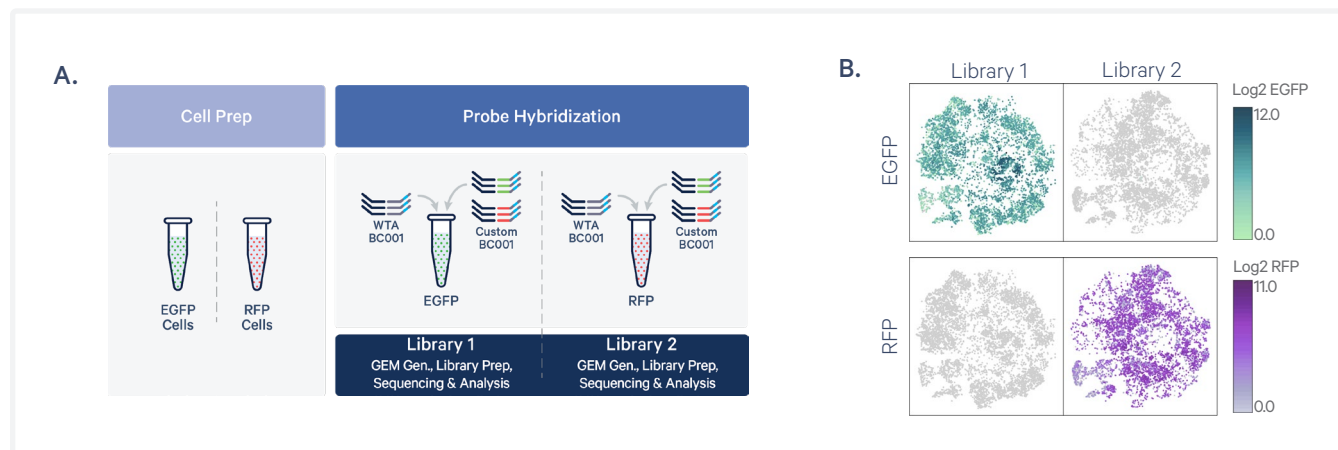 A.
Cell Prep
Probe Hybridization
WTA
BC001
Custom
BC001
WTA
BC001
Custom
BC001
EGFP
RFP
EGFP
Cells
RFP
Cells
Library 1
GEM Gen., Library Prep,
Sequencing & Analysis
Library 2
GEM Gen., Library Prep,
Sequencing & Analysis
B.
Library 1
Library 2
EGFP
RFP
Log2 EGFP
12.0
0.0
Log2 RFP
11.0
0.0